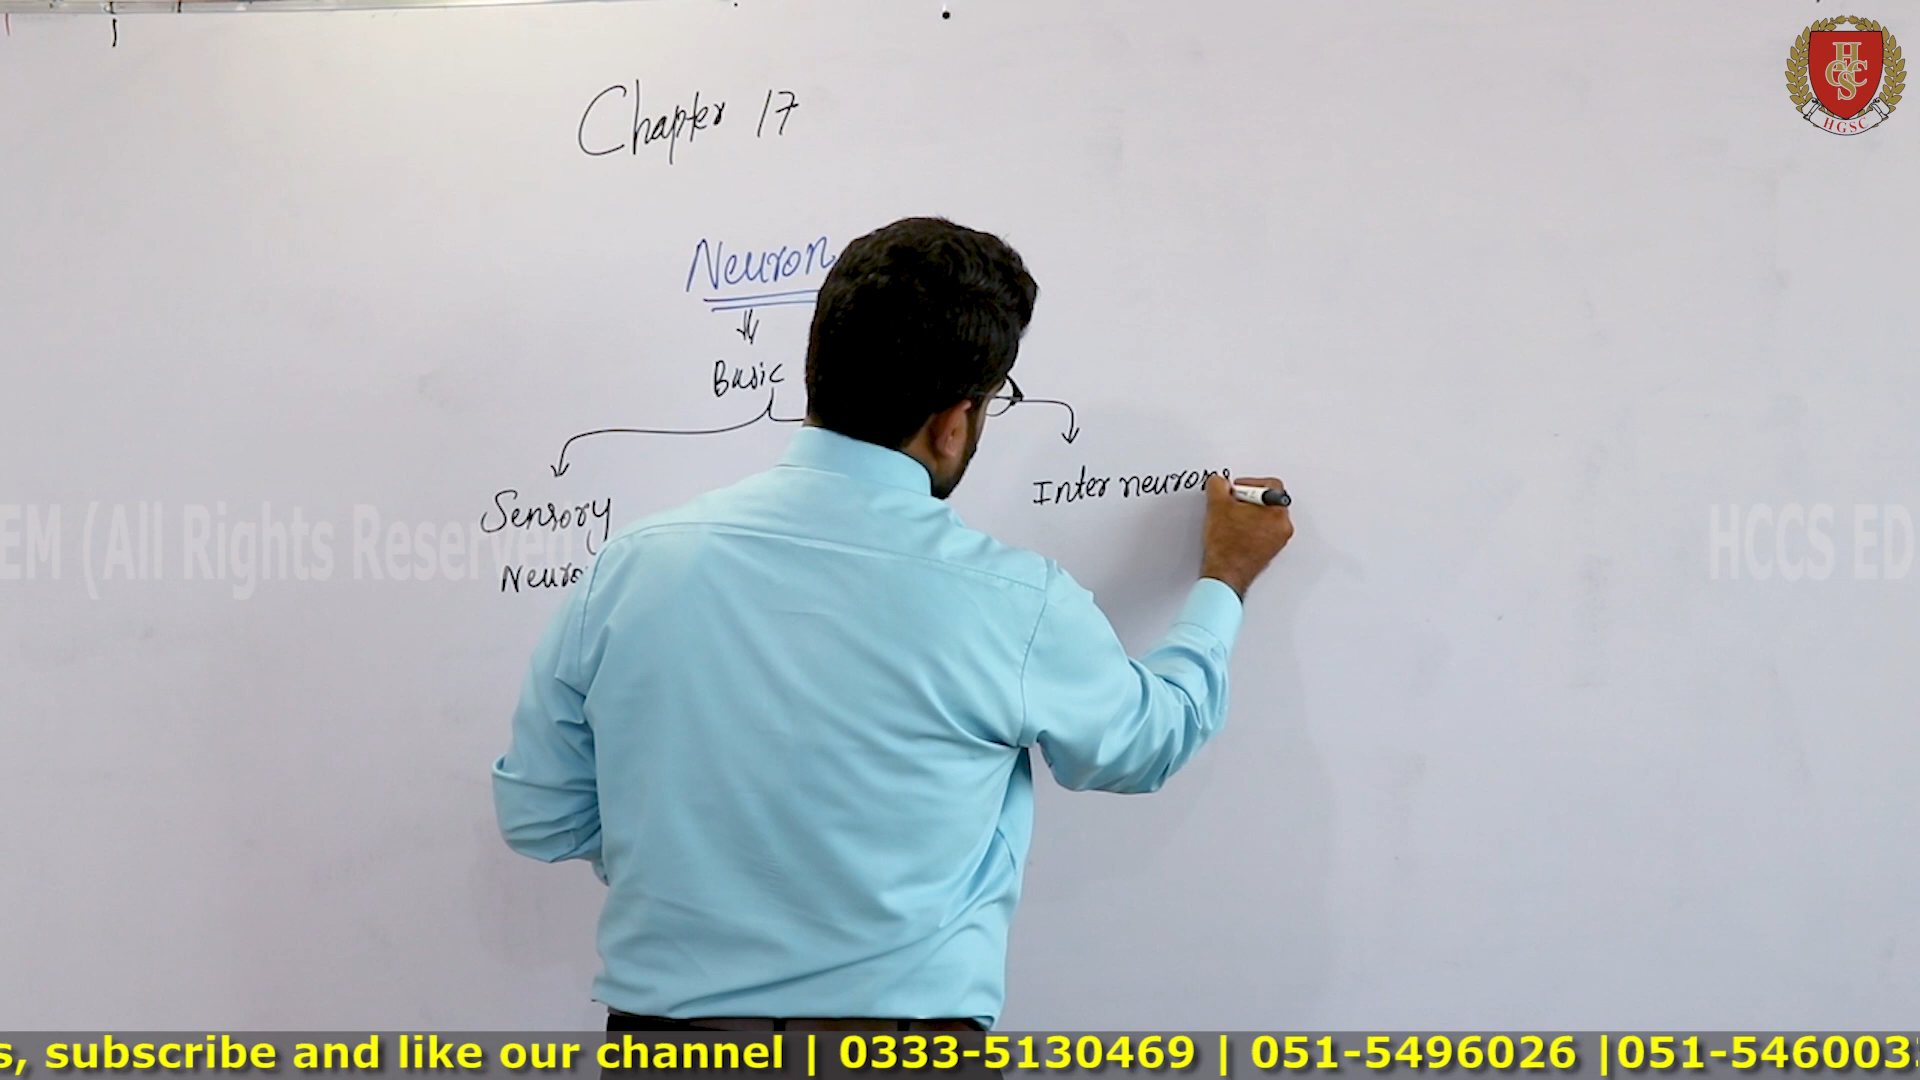 HGSC
Chapter 17
Neuron
Basic
Sensory
Inter neurons
EM (All Rights Reserved
HCCS ED
s, subscribe and like our channel | 0333-5130469 | 051-5496026 |051-546003